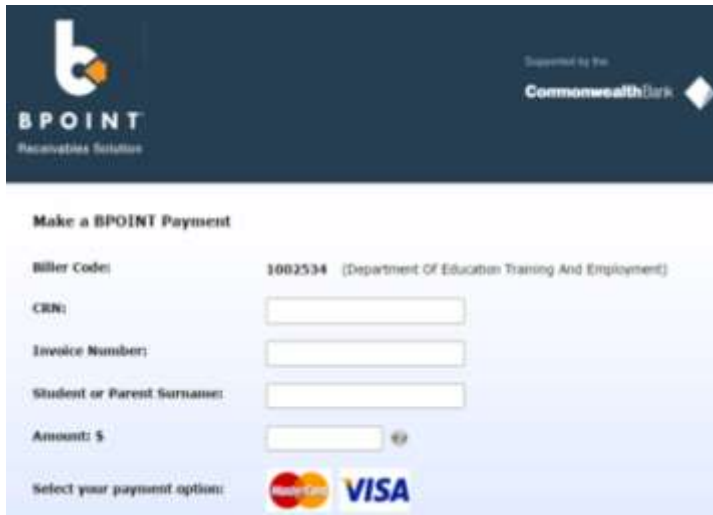 BPOINT
Receivables Solution
Supported by the
CommonwealthBank
Make a BPOINT Payment
Biller Code: 1002534 (Department Of Education Training And Employment)
CRN:
Invoice Number:
Student or Parent Surname:
Amount: $
Select your payment option: MasterCard VISA